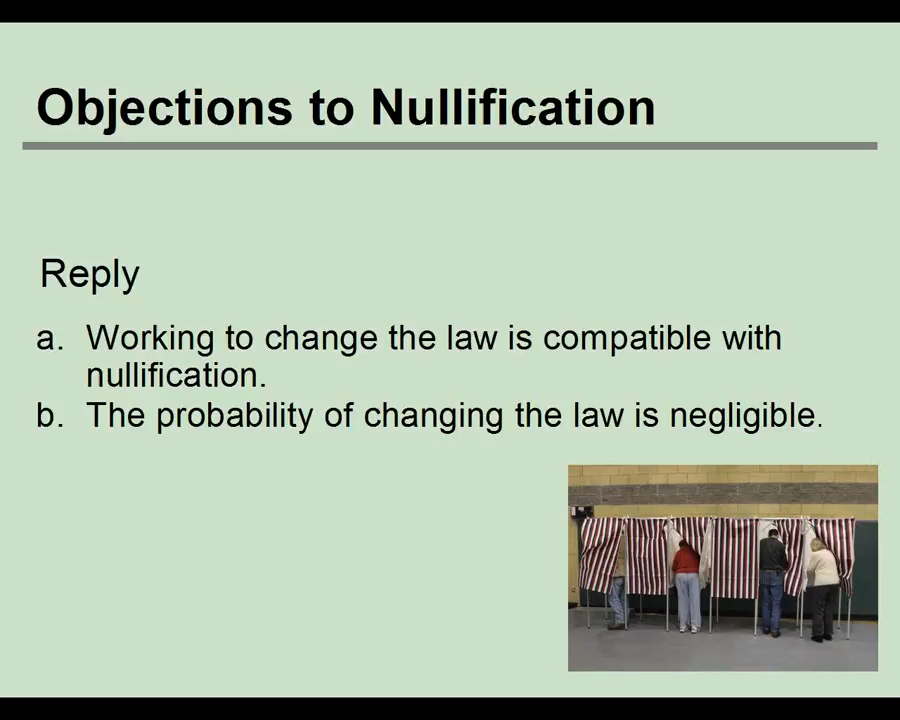 Objections to Nullification
Reply
a. Working to change the law is compatible with
nullification.
b. The probability of changing the law is negligible.